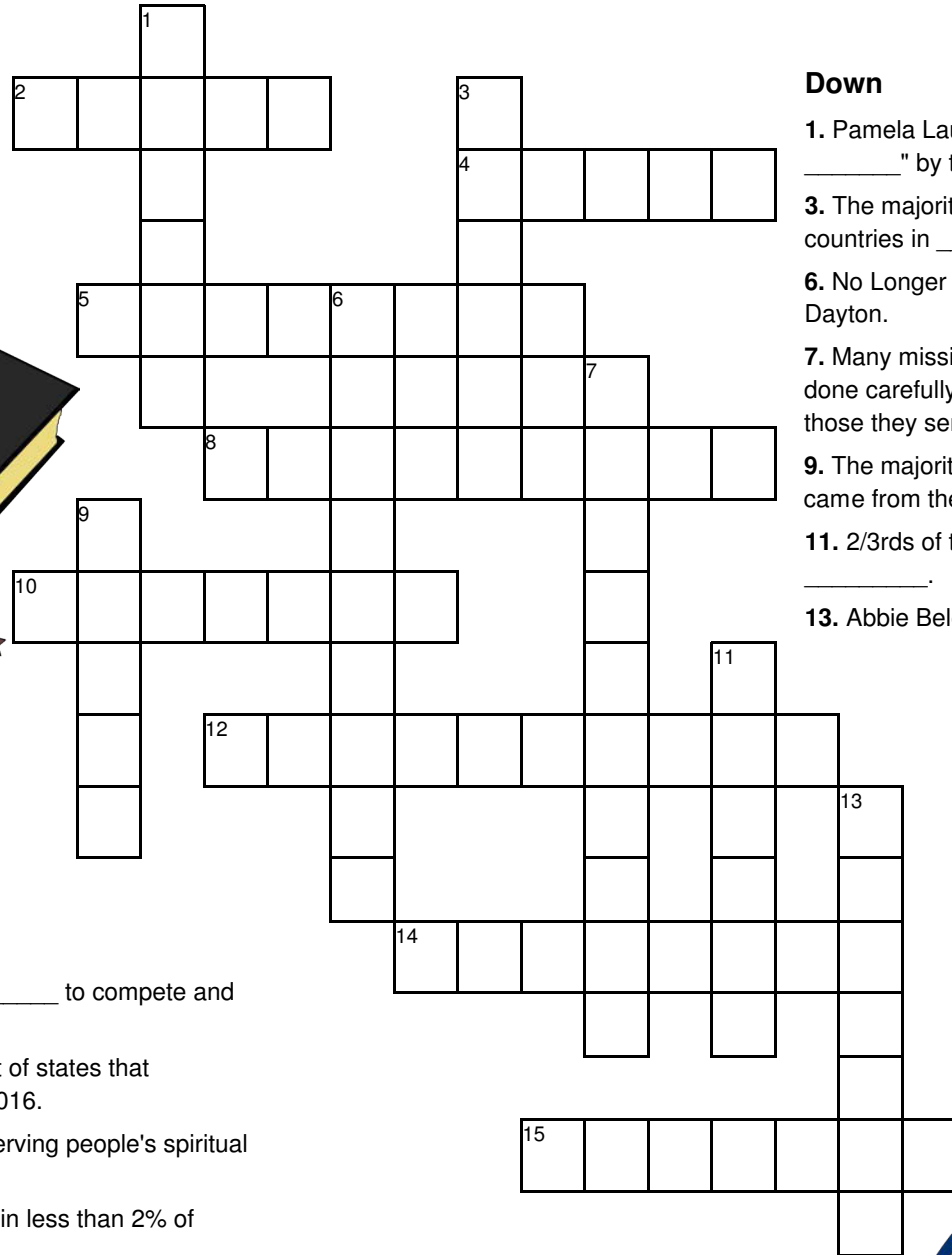 1
2
3
4
5
6
7
8
9
10
11
12
13
14
15
Down
1. Pamela Lau
_______" by t
3. The majorit
countries in _
6. No Longer
Dayton.
7. Many missi
done carefully
those they ser
9. The majorit
came from the
11. 2/3rds of t
_________.
13. Abbie Bel
____ to compete and
t of states that
016.
erving people's spiritual
in less than 2% of